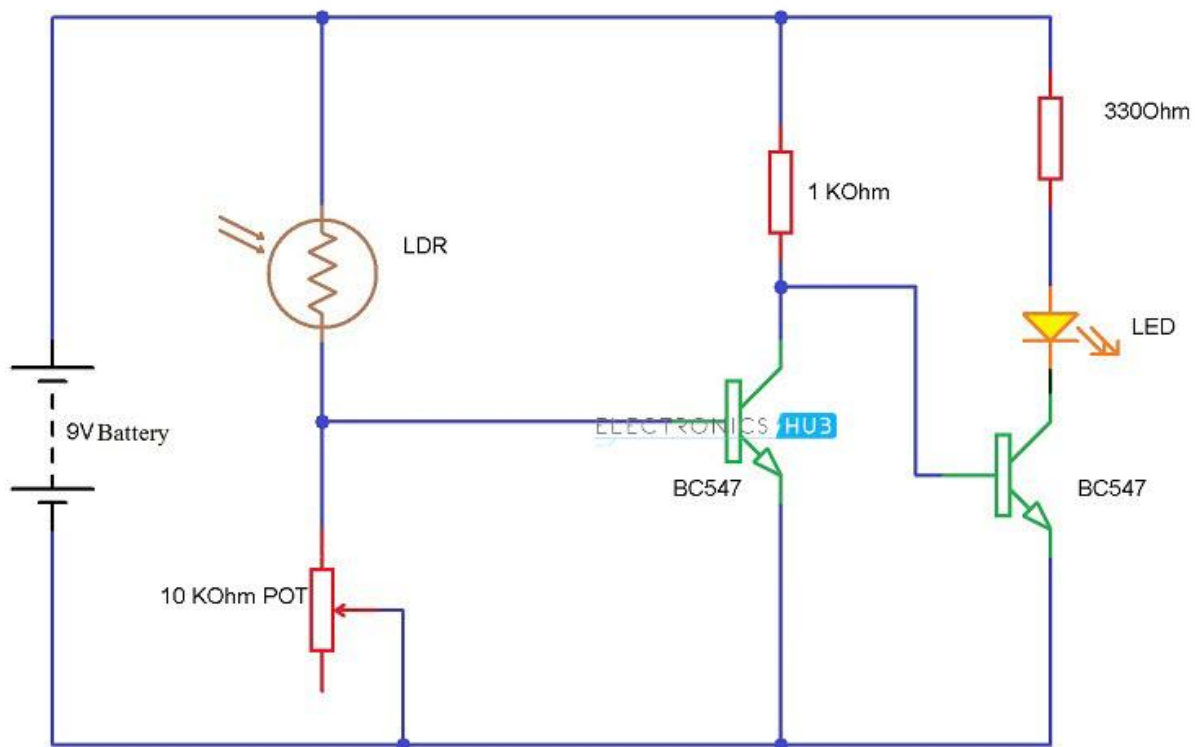 330Ohm
1 KOhm
LDR
LED
9V Battery
ELECTRONICS HUB
BC547
BC547
10 KOhm POT